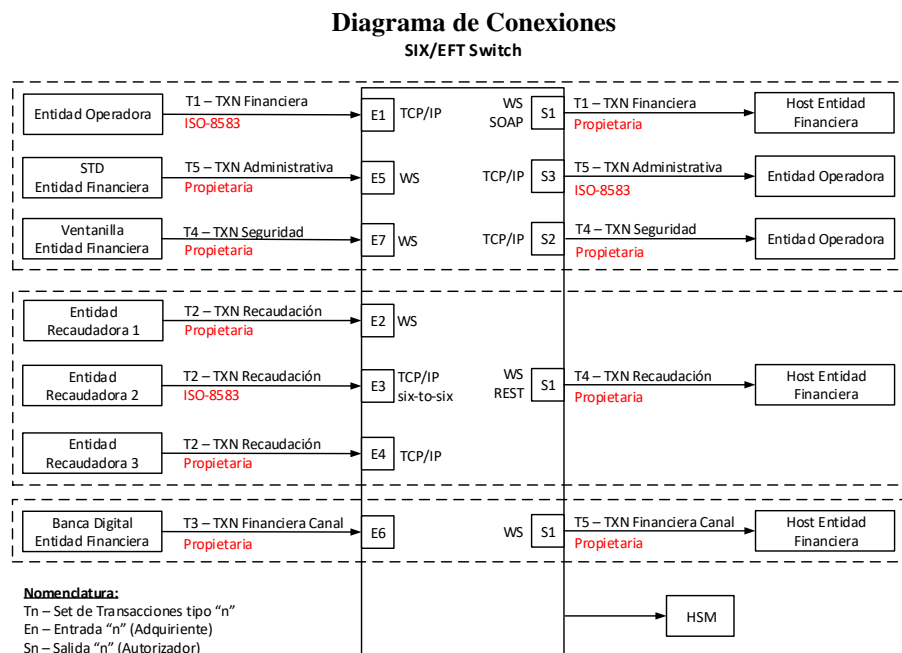 Diagrama de Conexiones
SIX/EFT Switch
Entidad Operadora
T1 – TXN Financiera
ISO-8583
E1
TCP/IP
WS
SOAP
S1
T1 – TXN Financiera
Propietaria
Host Entidad
Financiera
STD
Entidad Financiera
T5 – TXN Administrativa
Propietaria
E5
WS
TCP/IP
S3
T5 – TXN Administrativa
ISO-8583
Entidad Operadora
Ventanilla
Entidad Financiera
T4 – TXN Seguridad
Propietaria
E7
WS
TCP/IP
S2
T4 – TXN Seguridad
Propietaria
Entidad Operadora
Entidad
Recaudadora 1
T2 – TXN Recaudación
Propietaria
E2
WS
Entidad
Recaudadora 2
T2 – TXN Recaudación
ISO-8583
E3
TCP/IP
six-to-six
WS
REST
S1
T4 – TXN Recaudación
Propietaria
Host Entidad
Financiera
Entidad
Recaudadora 3
T2 – TXN Recaudación
Propietaria
E4
TCP/IP
Banca Digital
Entidad Financiera
T3 – TXN Financiera Canal
Propietaria
E6
WS
S1
T5 – TXN Financiera Canal
Propietaria
Host Entidad
Financiera
Nomenclatura:
Tn – Set de Transacciones tipo “n”
En – Entrada “n” (Adquiriente)
Sn – Salida “n” (Autorizador)
HSM